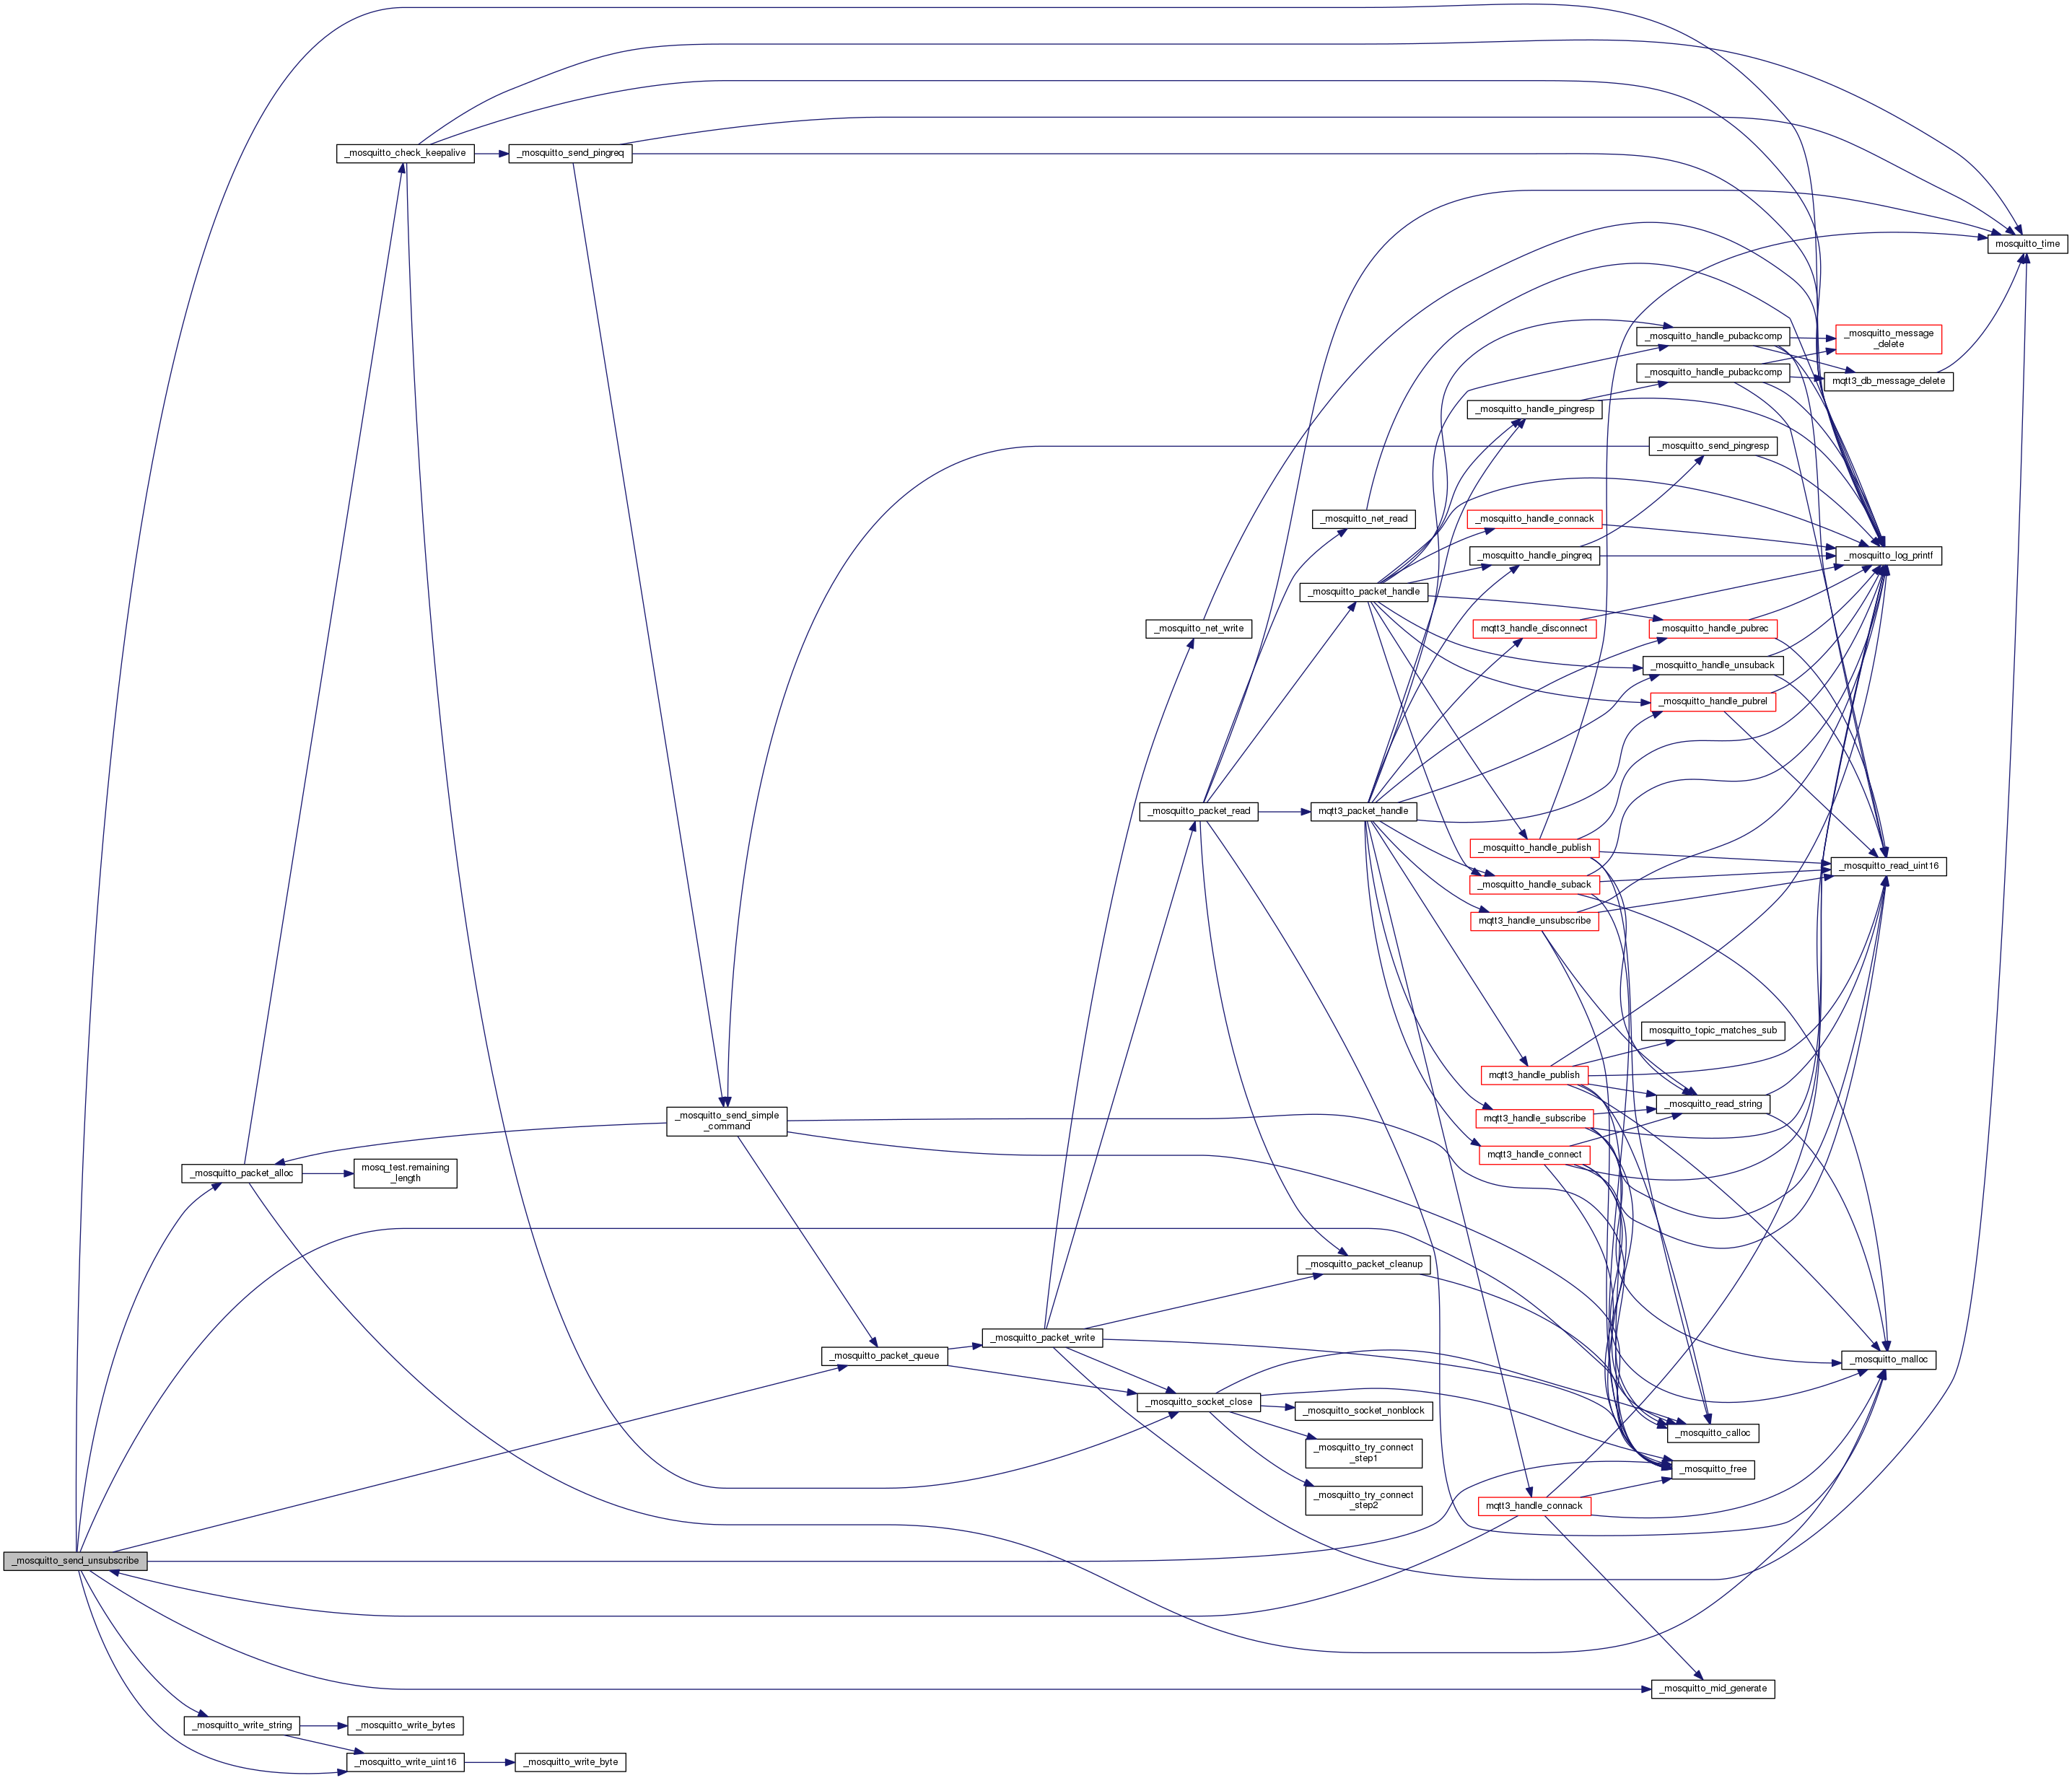 _mosquitto_check_keepalive
_mosquitto_send_pingreq
mosquitto_time
_mosquitto_handle_pubackcomp
_mosquitto_message
_delete
_mosquitto_handle_pubackcomp
mqtt3_db_message_delete
_mosquitto_handle_pingresp
_mosquitto_send_pingresp
_mosquitto_net_read
_mosquitto_handle_connack
_mosquitto_handle_pingreq
_mosquitto_log_printf
_mosquitto_packet_handle
_mosquitto_net_write
mqtt3_handle_disconnect
_mosquitto_handle_pubrec
_mosquitto_handle_unsuback
_mosquitto_handle_pubrel
_mosquitto_packet_read
mqtt3_packet_handle
_mosquitto_handle_publish
_mosquitto_read_uint16
_mosquitto_handle_suback
mqtt3_handle_unsubscribe
mosquitto_topic_matches_sub
mqtt3_handle_publish
_mosquitto_read_string
_mosquitto_send_simple
_command
mqtt3_handle_subscribe
mqtt3_handle_connect
_mosquitto_packet_alloc
mosq_test.remaining
_length
_mosquitto_packet_cleanup
_mosquitto_packet_write
_mosquitto_packet_queue
_mosquitto_malloc
_mosquitto_socket_close
_mosquitto_socket_nonblock
_mosquitto_calloc
_mosquitto_try_connect
_step1
_mosquitto_free
_mosquitto_try_connect
_step2
mqtt3_handle_connack
_mosquitto_send_unsubscribe
_mosquitto_mid_generate
_mosquitto_write_string
_mosquitto_write_bytes
_mosquitto_write_uint16
_mosquitto_write_byte